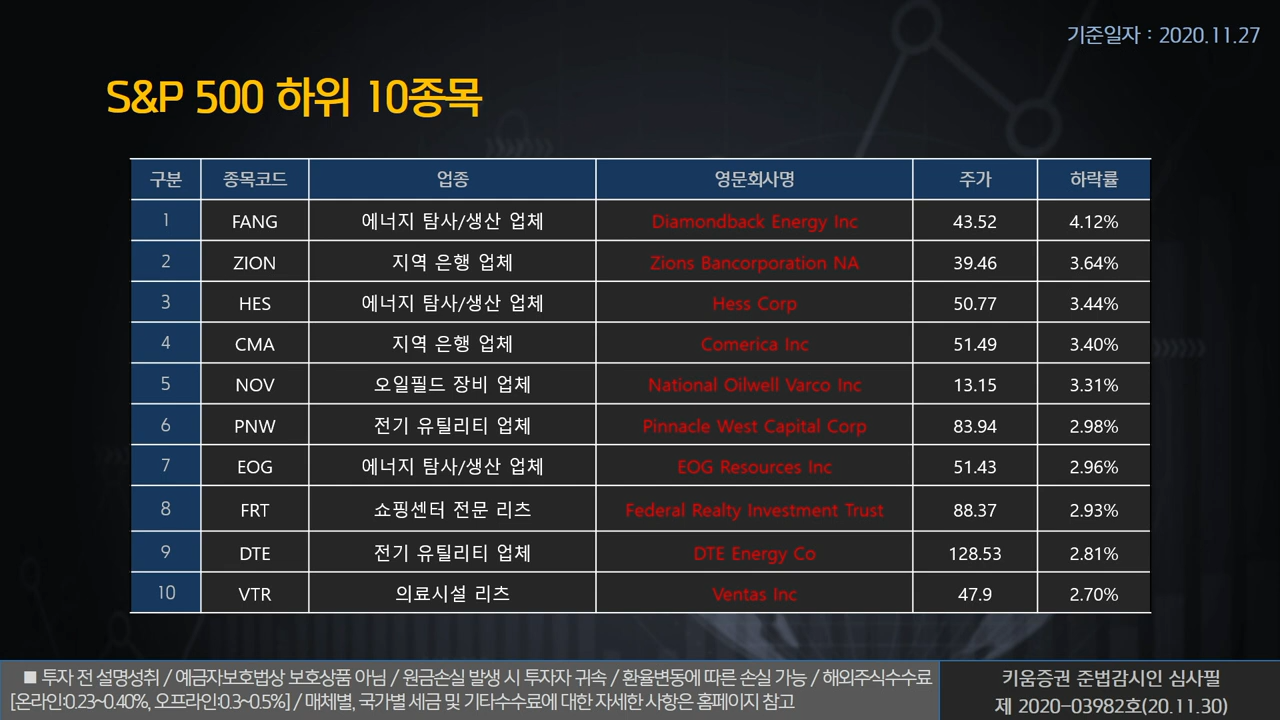 기준일자 : 2020.11.27
S&P 500 하위 10종목
구분 종목코드 업종 영문회사명 주가 하락률
1 FANG 에너지 탐사/생산 업체 Diamondback Energy Inc 43.52 4.12%
2 ZION 지역 은행 업체 Zions Bancorporation NA 39.46 3.64%
3 HES 에너지 탐사/생산 업체 Hess Corp 50.77 3.44%
4 CMA 지역 은행 업체 Comerica Inc 51.49 3.40%
5 NOV 오일필드 장비 업체 National Oilwell Varco Inc 13.15 3.31%
6 PNW 전기 유틸리티 업체 Pinnacle West Capital Corp 83.94 2.98%
7 EOG 에너지 탐사/생산 업체 EOG Resources Inc 51.43 2.96%
8 FRT 쇼핑센터 전문 리츠 Federal Realty Investment Trust 88.37 2.93%
9 DTE 전기 유틸리티 업체 DTE Energy Co 128.53 2.81%
10 VTR 의료시설 리츠 Ventas Inc 47.9 2.70%
■ 투자 전 설명성취 / 예금자보호법상 보호상품 아님 / 원금손실 발생 시 투자자 귀속 / 환율변동에 따른 손실 가능 / 해외주식수수료
[온라인:0.23~0.40%, 오프라인:0.3~0.5%] / 매체별, 국가별 세금 및 기타수수료에 대한 자세한 사항은 홈페이지 참고
키움증권 준법감시인 심사필
제 2020-03982호(20.11.30)